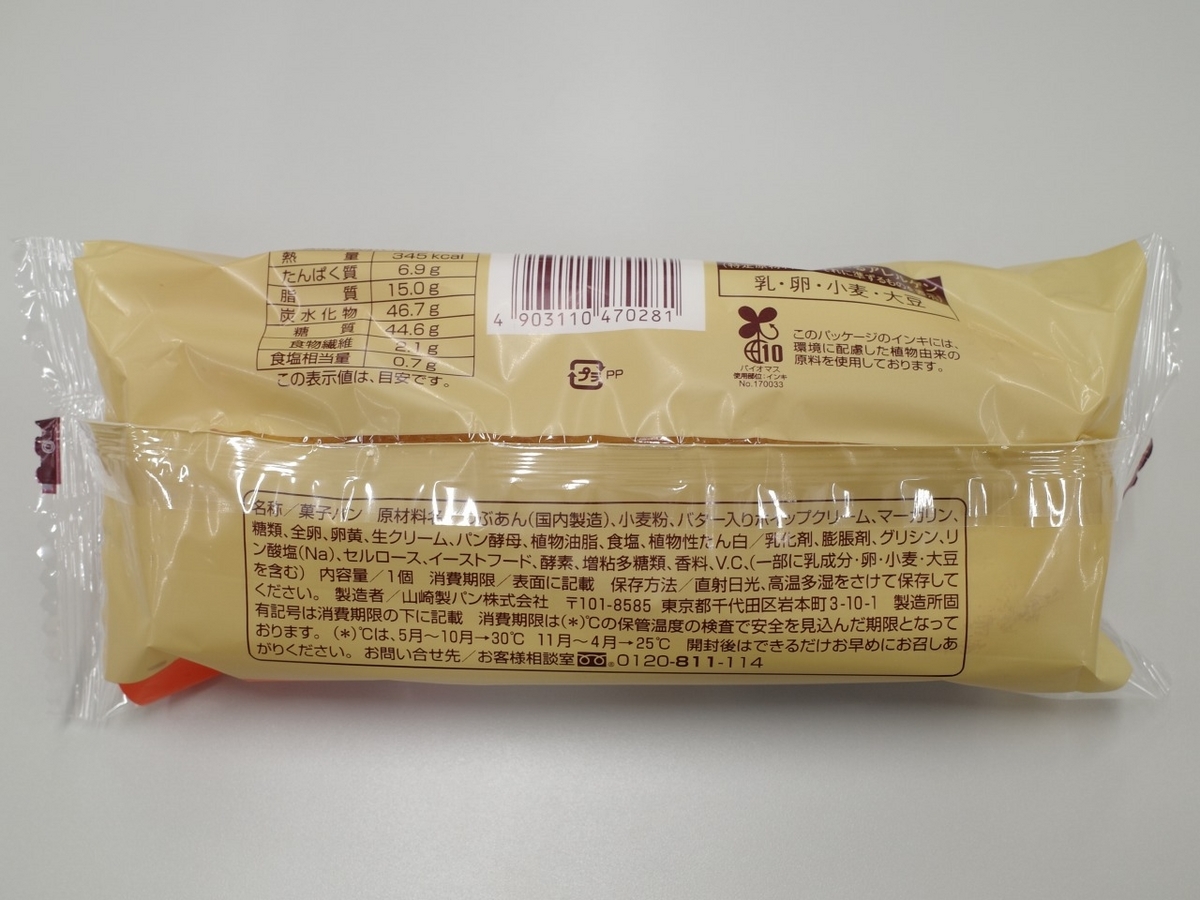 熱量 345 kcal
たんぱく質 6.9g
脂質 15.0g
炭水化物 46.7g
糖質 44.6g
食物繊維 2.1g
食塩相当量 0.7g
この表示値は、目安です。
4 903110 470281
プラ PP
アレルゲン
乳・卵・小麦・大豆
10
バイオマス
使用部位:インキ
No.170033
このパッケージのインキには、
環境に配慮した植物由来の
原料を使用しております。
名称/菓子パン 原材料名/つぶあん(国内製造)、小麦粉、バター入りホイップクリーム、マーガリン、
糖類、全卵、卵黄、生クリーム、パン酵母、植物油脂、食塩、植物性たん白/乳化剤、膨脹剤、グリシン、リ
ン酸塩(Na)、セルロース、イーストフード、酵素、増粘多糖類、香料、V.C、(一部に乳成分・卵・小麦・大豆
を含む) 内容量/1個 消費期限/表面に記載 保存方法/直射日光、高温多湿をさけて保存して
ください。 製造者/山崎製パン株式会社 〒101-8585 東京都千代田区岩本町3-10-1 製造所固
有記号は消費期限の下に記載 消費期限は(*)℃の保管温度の検査で安全を見込んだ期限となって
おります。(*)℃は、5月〜10月→30℃ 11月〜4月→25℃ 開封後はできるだけお早めにお召しあ
がりください。 お問い合せ先/お客様相談室 0120-811-114